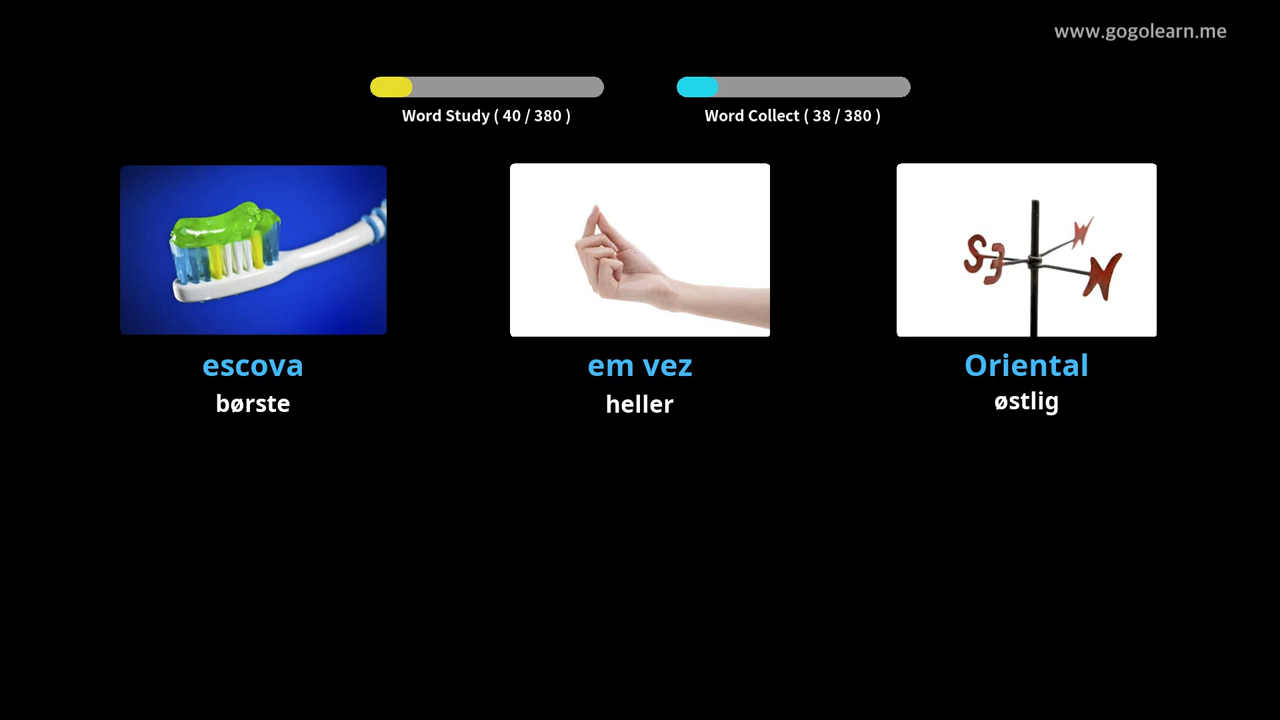 www.gogolearn.me
Word Study ( 40 / 380 )
Word Collect ( 38 / 380 )
escova
børste
em vez
heller
Oriental
østlig